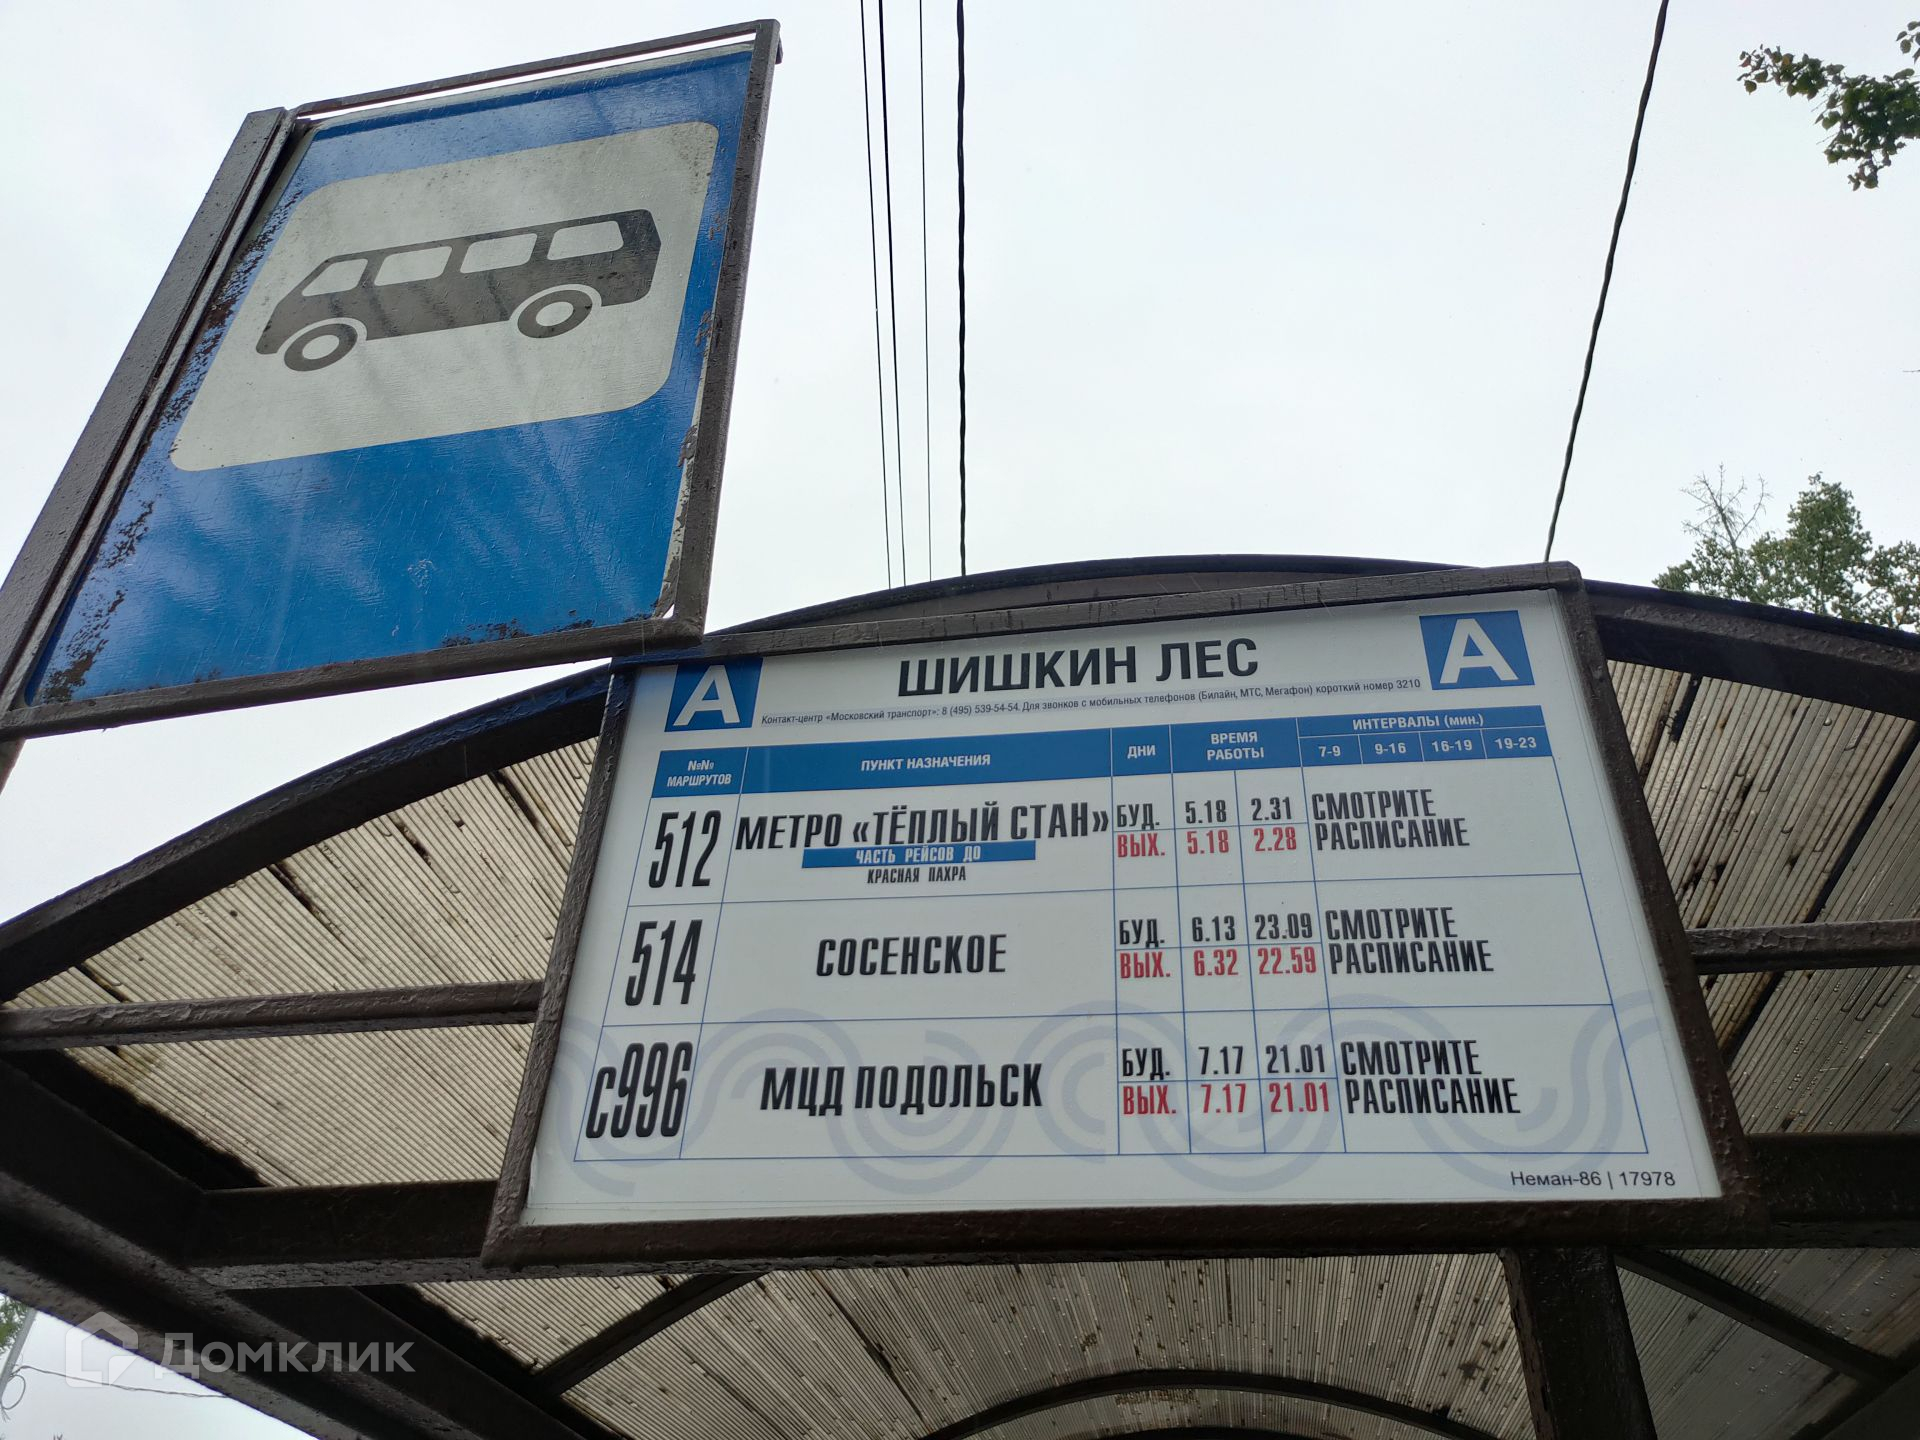 А ШИШКИН ЛЕС А
Контакт-центр «Московский транспорт»: 8 (495) 539-54-54. Для звонков с мобильных телефонов (Билайн, МТС, Мегафон) короткий номер 3210
№№ МАРШРУТОВ ПУНКТ НАЗНАЧЕНИЯ ДНИ ВРЕМЯ РАБОТЫ ИНТЕРВАЛЫ (мин.)
7-9 9-16 16-19 19-23
512 МЕТРО «ТЁПЛЫЙ СТАН» БУД. 5.18 2.31 СМОТРИТЕ
ЧАСТЬ РЕЙСОВ ДО ВЫХ. 5.18 2.28 РАСПИСАНИЕ
КРАСНАЯ ПАХРА
514 СОСЕНСКОЕ БУД. 6.13 23.09 СМОТРИТЕ
ВЫХ. 6.32 22.59 РАСПИСАНИЕ
с996 МЦД ПОДОЛЬСК БУД. 7.17 21.01 СМОТРИТЕ
ВЫХ. 7.17 21.01 РАСПИСАНИЕ
Неман-86 | 17978
Домклик